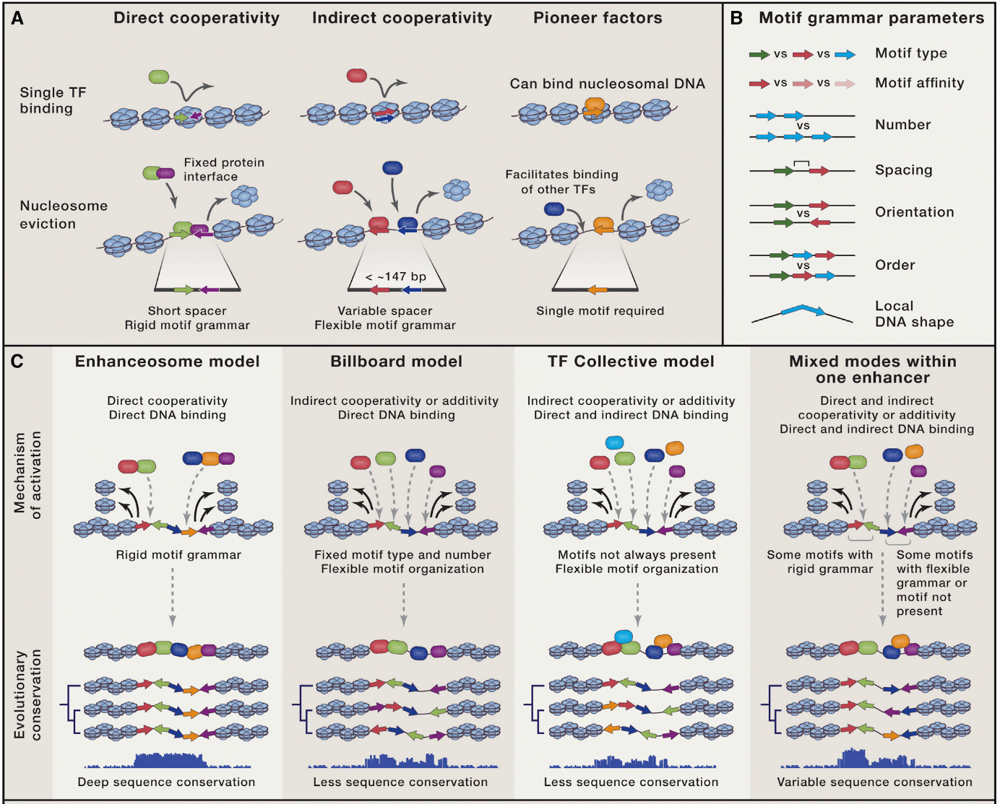 A
Direct cooperativity
Indirect cooperativity
Pioneer factors
Single TF
binding
Can bind nucleosomal DNA
Nucleosome
eviction
Fixed protein
interface
Facilitates binding
of other TFs
< ~147 bp
Short spacer
Rigid motif grammar
Variable spacer
Flexible motif grammar
Single motif required
B
Motif grammar parameters
vs
vs
Motif type
vs
vs
Motif affinity
vs
Number
Spacing
vs
Orientation
vs
Order
Local
DNA shape
C
Mechanism
of activation
Evolutionary
conservation
Enhanceosome model
Direct cooperativity
Direct DNA binding
Rigid motif grammar
Deep sequence conservation
Billboard model
Indirect cooperativity or additivity
Direct DNA binding
Fixed motif type and number
Flexible motif organization
Less sequence conservation
TF Collective model
Indirect cooperativity or additivity
Direct and indirect DNA binding
Motifs not always present
Flexible motif organization
Less sequence conservation
Mixed modes within
one enhancer
Direct and indirect
cooperativity or additivity
Direct and indirect DNA binding
Some motifs with
rigid grammar
Some motifs
with flexible
grammar or
motif not
present
Variable sequence conservation